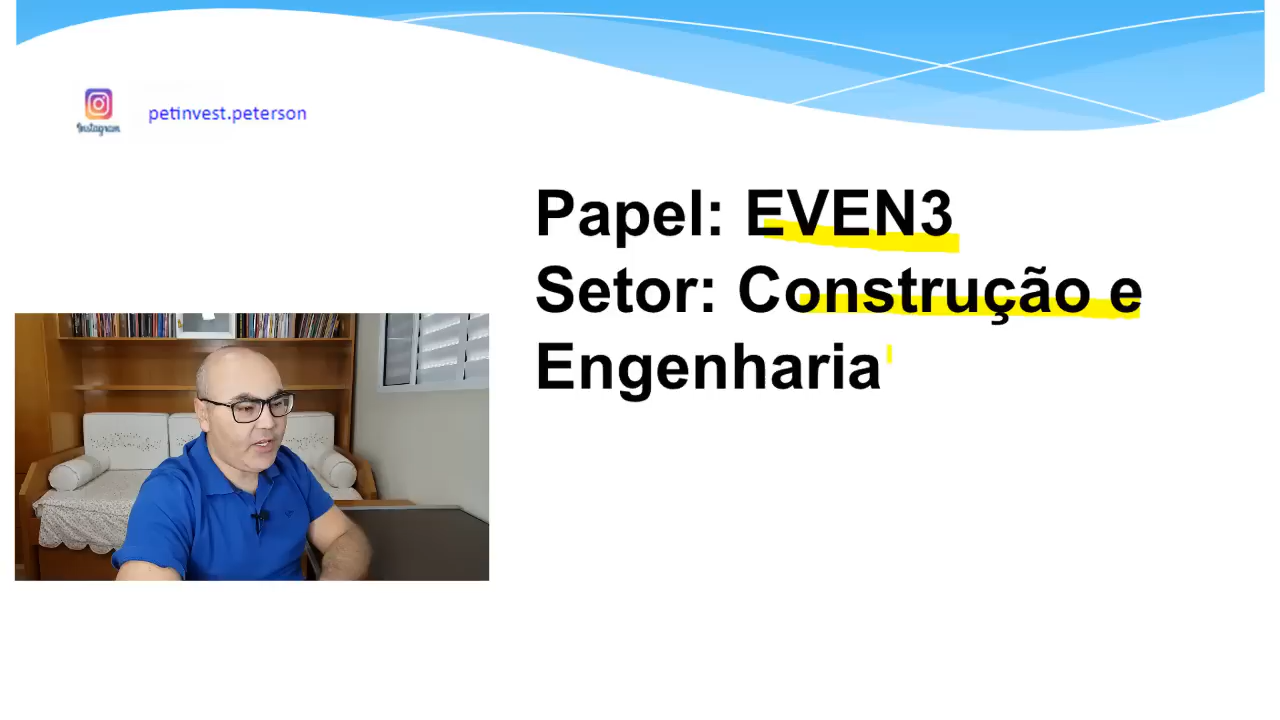 Instagram
petinvest.peterson
Papel: EVEN3
Setor: Construção e
Engenharia